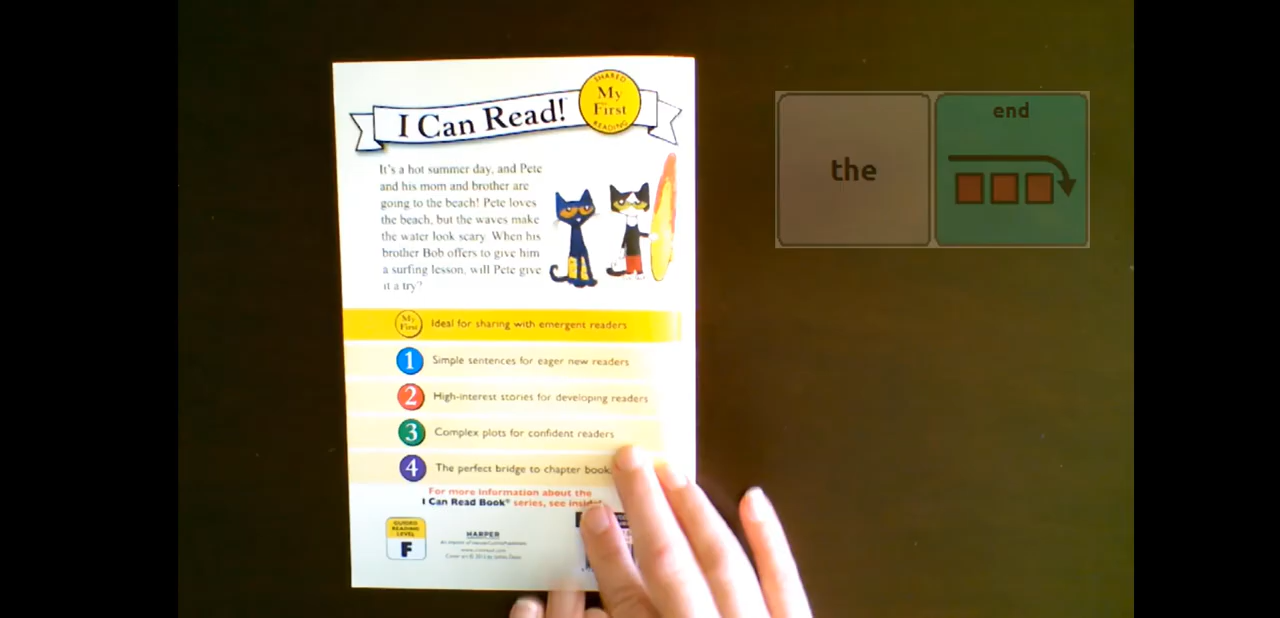 SHARED
My
First
READING
I Can Read!
It's a hot summer day, and Pete
and his mom and brother are
going to the beach! Pete loves
the beach, but the waves make
the water look scary. When his
brother Bob offers to give him
a surfing lesson, will Pete give
it a try?
My
First
Ideal for sharing with emergent readers
1 Simple sentences for eager new readers
2 High-interest stories for developing readers
3 Complex plots for confident readers
4 The perfect bridge to chapter book
For more information about the
I Can Read Book® series, see inside
GUIDED
READING
LEVEL
F
HARPER
the
end